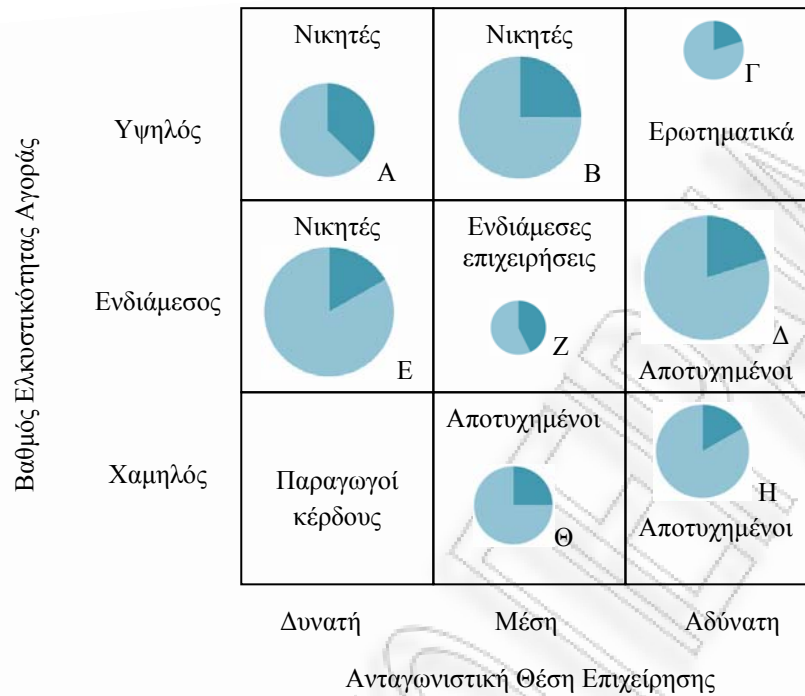 Νικητές
Νικητές
Γ
Υψηλός
Ερωτηματικά
Α
Β
Βαθμός Ελκυστικότητας Αγοράς
Νικητές
Ενδιάμεσες
επιχειρήσεις
Ενδιάμεσος
Ε
Ζ
Δ
Αποτυχημένοι
Αποτυχημένοι
Χαμηλός
Παραγωγοί
κέρδους
Θ
Η
Αποτυχημένοι
Δυνατή
Μέση
Αδύνατη
Ανταγωνιστική Θέση Επιχείρησης